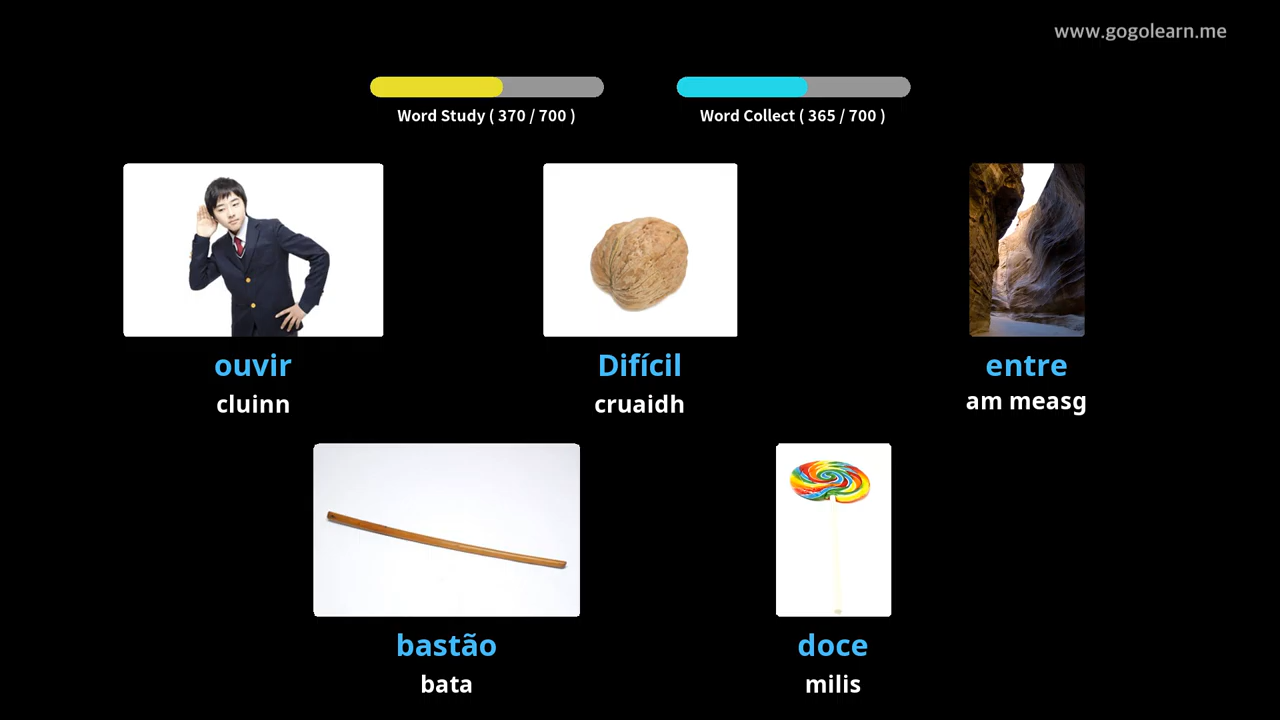 www.gogolearn.me
Word Study ( 370 / 700 )
Word Collect ( 365 / 700 )
ouvir
cluinn
Difícil
cruaidh
entre
am measg
bastão
bata
doce
milis